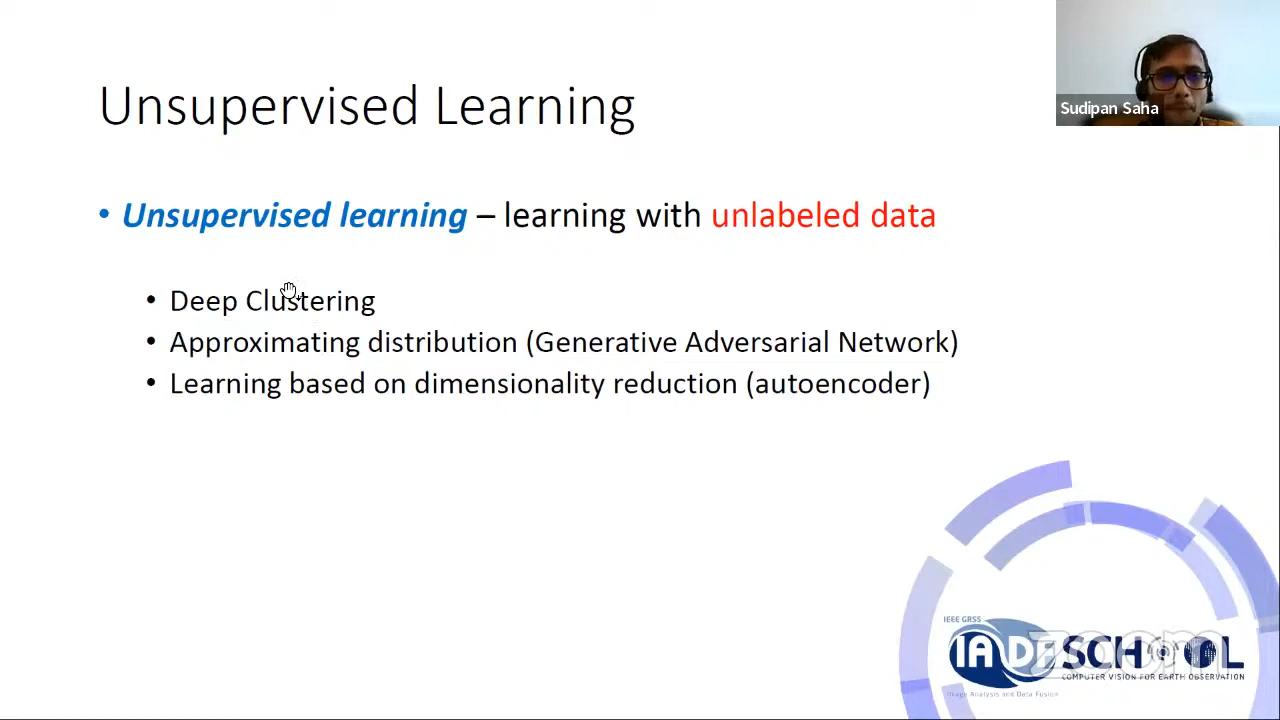 Unsupervised Learning
Sudipan Saha
• Unsupervised learning – learning with unlabeled data
• Deep Clustering
• Approximating distribution (Generative Adversarial Network)
• Learning based on dimensionality reduction (autoencoder)
IEEE GRSS
IADF SCHOOL
zoom
COMPUTER VISION FOR EARTH OBSERVATION
Image Analysis and Data Fusion